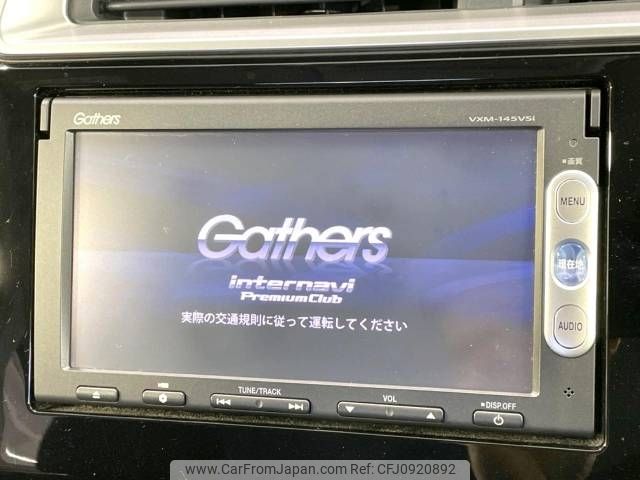 Gathers
VXM-145VSi
■画質
MENU
Gathers
internavi
PremiumClub
実際の交通規則に従って運転してください
現在地
AUDIO
TUNE/TRACK
VOL
■DISP.OFF
www.CarFromJapan.com - REFNO:CFJ0920892